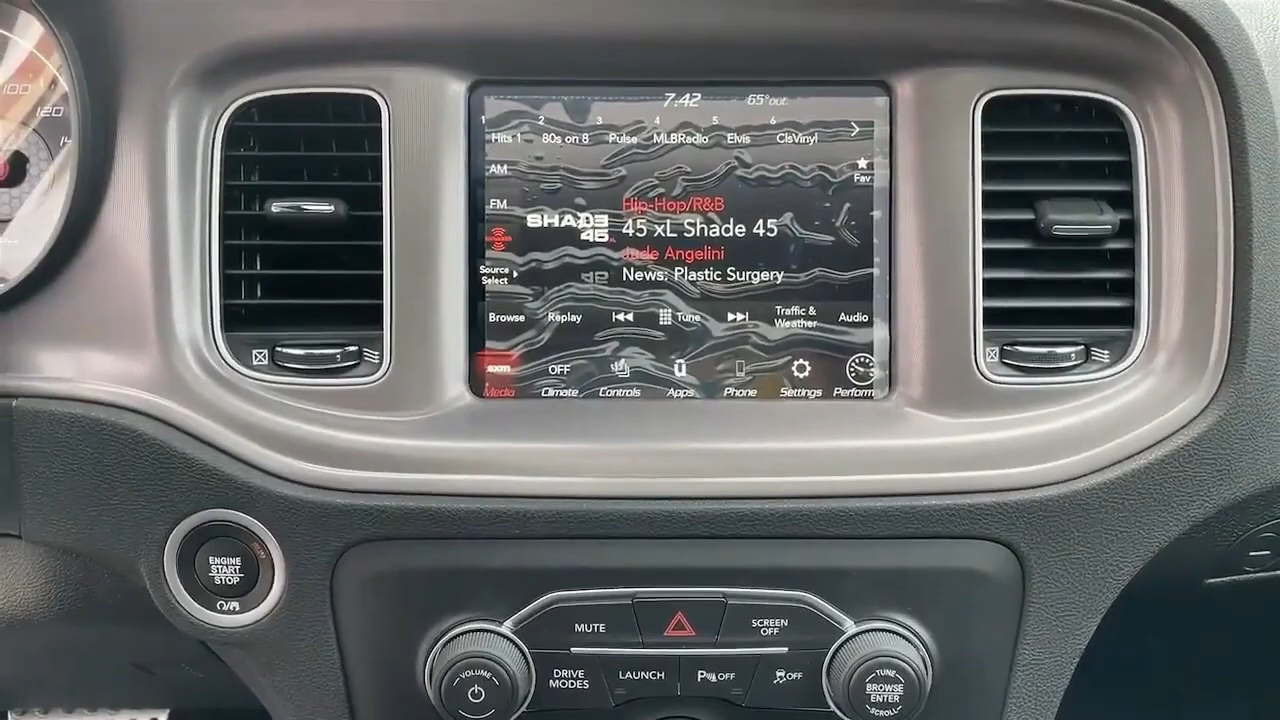 100
120
7:42 65° out.
1 2 3 4 5 6
Hits 1 80s on 8 Pulse MLBRadio Elvis ClsVinyl
AM
Fav
FM
Hip-Hop/R&B
SHADE
45
45 xL Shade 45
Jude Angelini
Source
Select
News: Plastic Surgery
Browse Replay Tune Traffic &
Weather Audio
sxm OFF
Media Climate Controls Apps Phone Settings Perform
ENGINE
START
STOP
MUTE SCREEN
OFF
VOLUME DRIVE
MODES LAUNCH P OFF OFF TUNE
BROWSE
ENTER
SCROLL